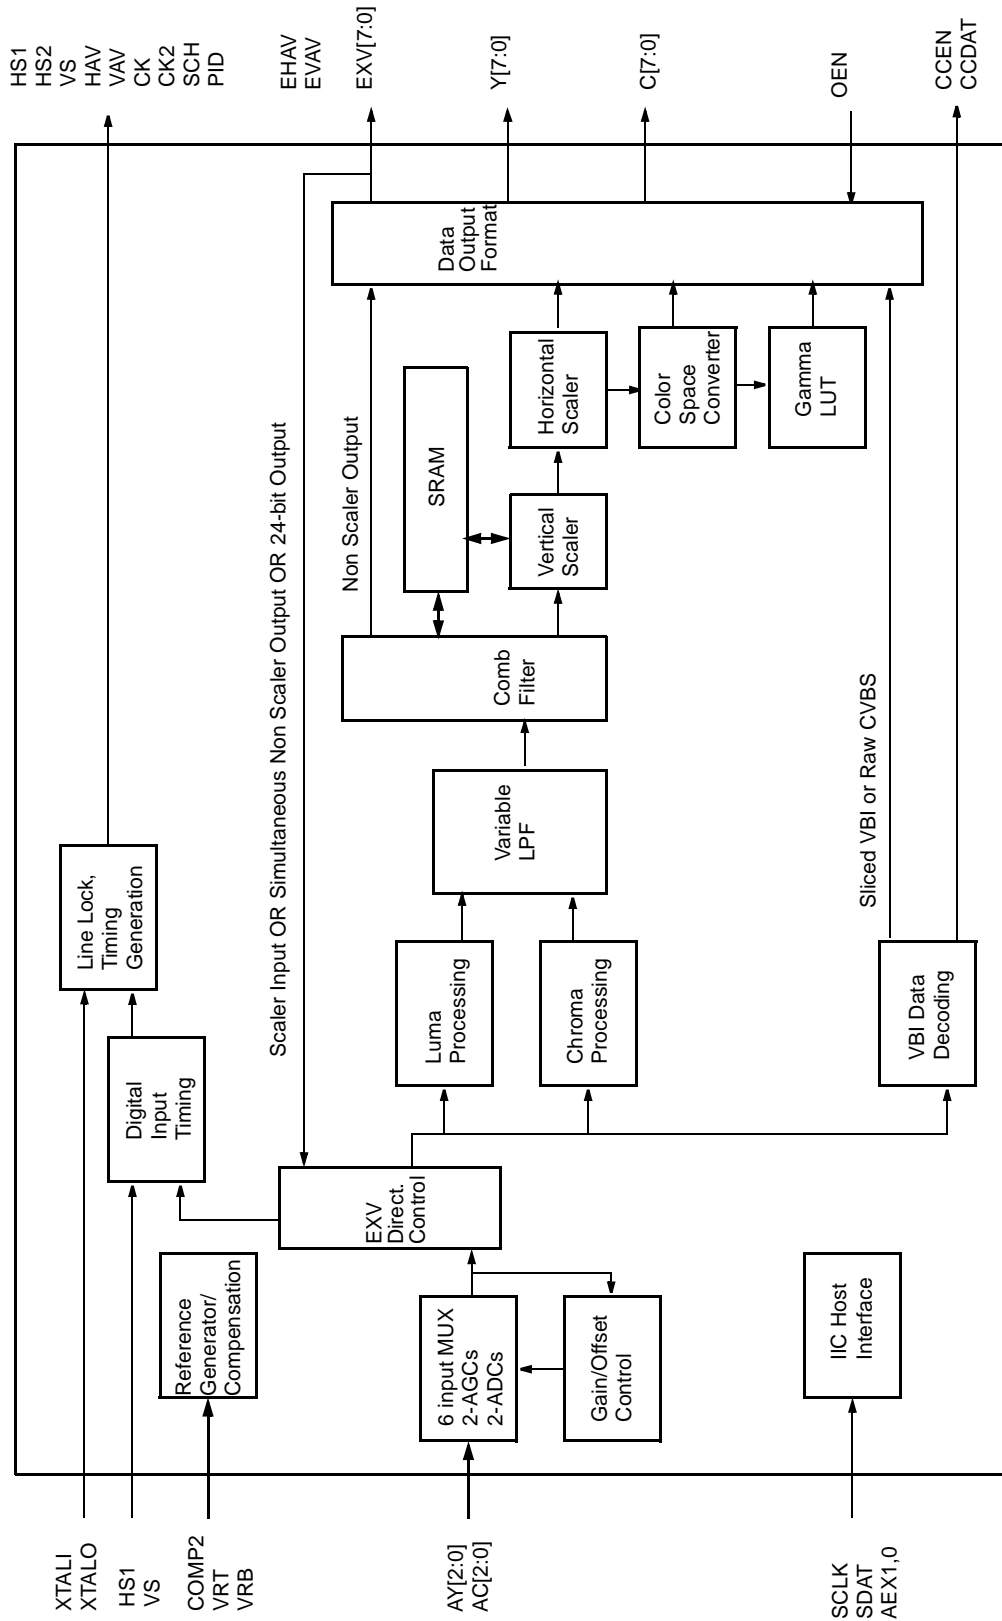 HS1
HS2
VS
HAV
VAV
CK
CK2
SCH
PID
EHAV
EVAV
EXV[7:0]
Y[7:0]
C[7:0]
OEN
CCEN
CCDAT
Data
Output
Format
Horizontal
Scaler
Color
Space
Converter
Gamma
LUT
SRAM
Vertical
Scaler
Non Scaler Output
Scaler Input OR Simultaneous Non Scaler Output OR 24-bit Output
Comb
Filter
Variable
LPF
Sliced VBI or Raw CVBS
Line Lock,
Timing
Generation
Luma
Processing
Chroma
Processing
VBI Data
Decoding
Digital
Input
Timing
EXV
Direct.
Control
Reference
Generator/
Compensation
6 input MUX
2-AGCs
2-ADCs
Gain/Offset
Control
IIC Host
Interface
XTALI
XTALO
HS1
VS
COMP2
VRT
VRB
AY[2:0]
AC[2:0]
SCLK
SDAT
AEX1,0